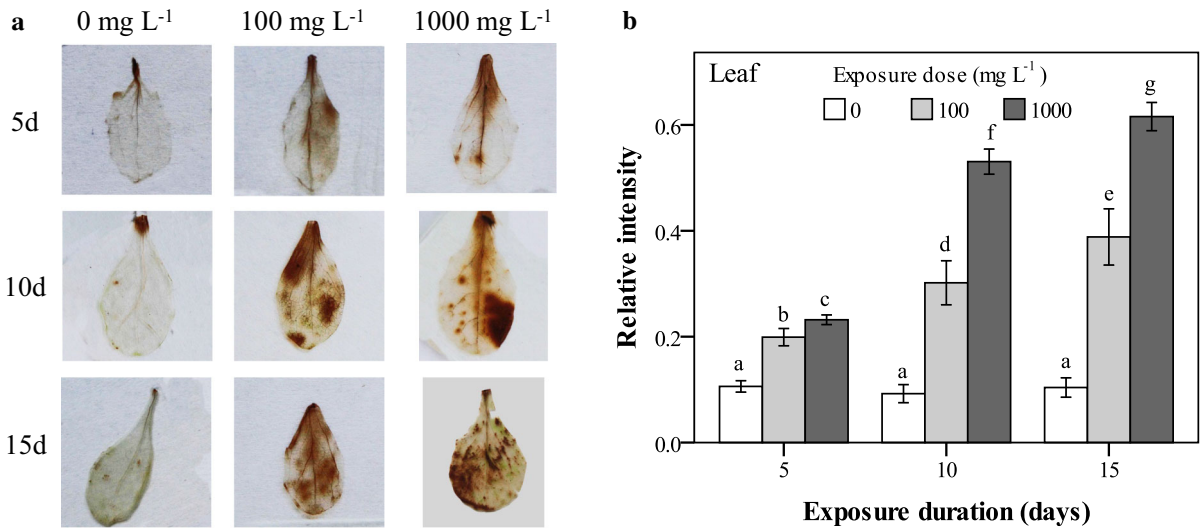 a
0 mg L-1 100 mg L-1 1000 mg L-1
5d
10d
15d
b
Leaf Exposure dose (mg L-1)
0 100 1000
Relative intensity
0.6
0.4
0.2
0.0
a b c
a d f
a e g
5 10 15
Exposure duration (days)